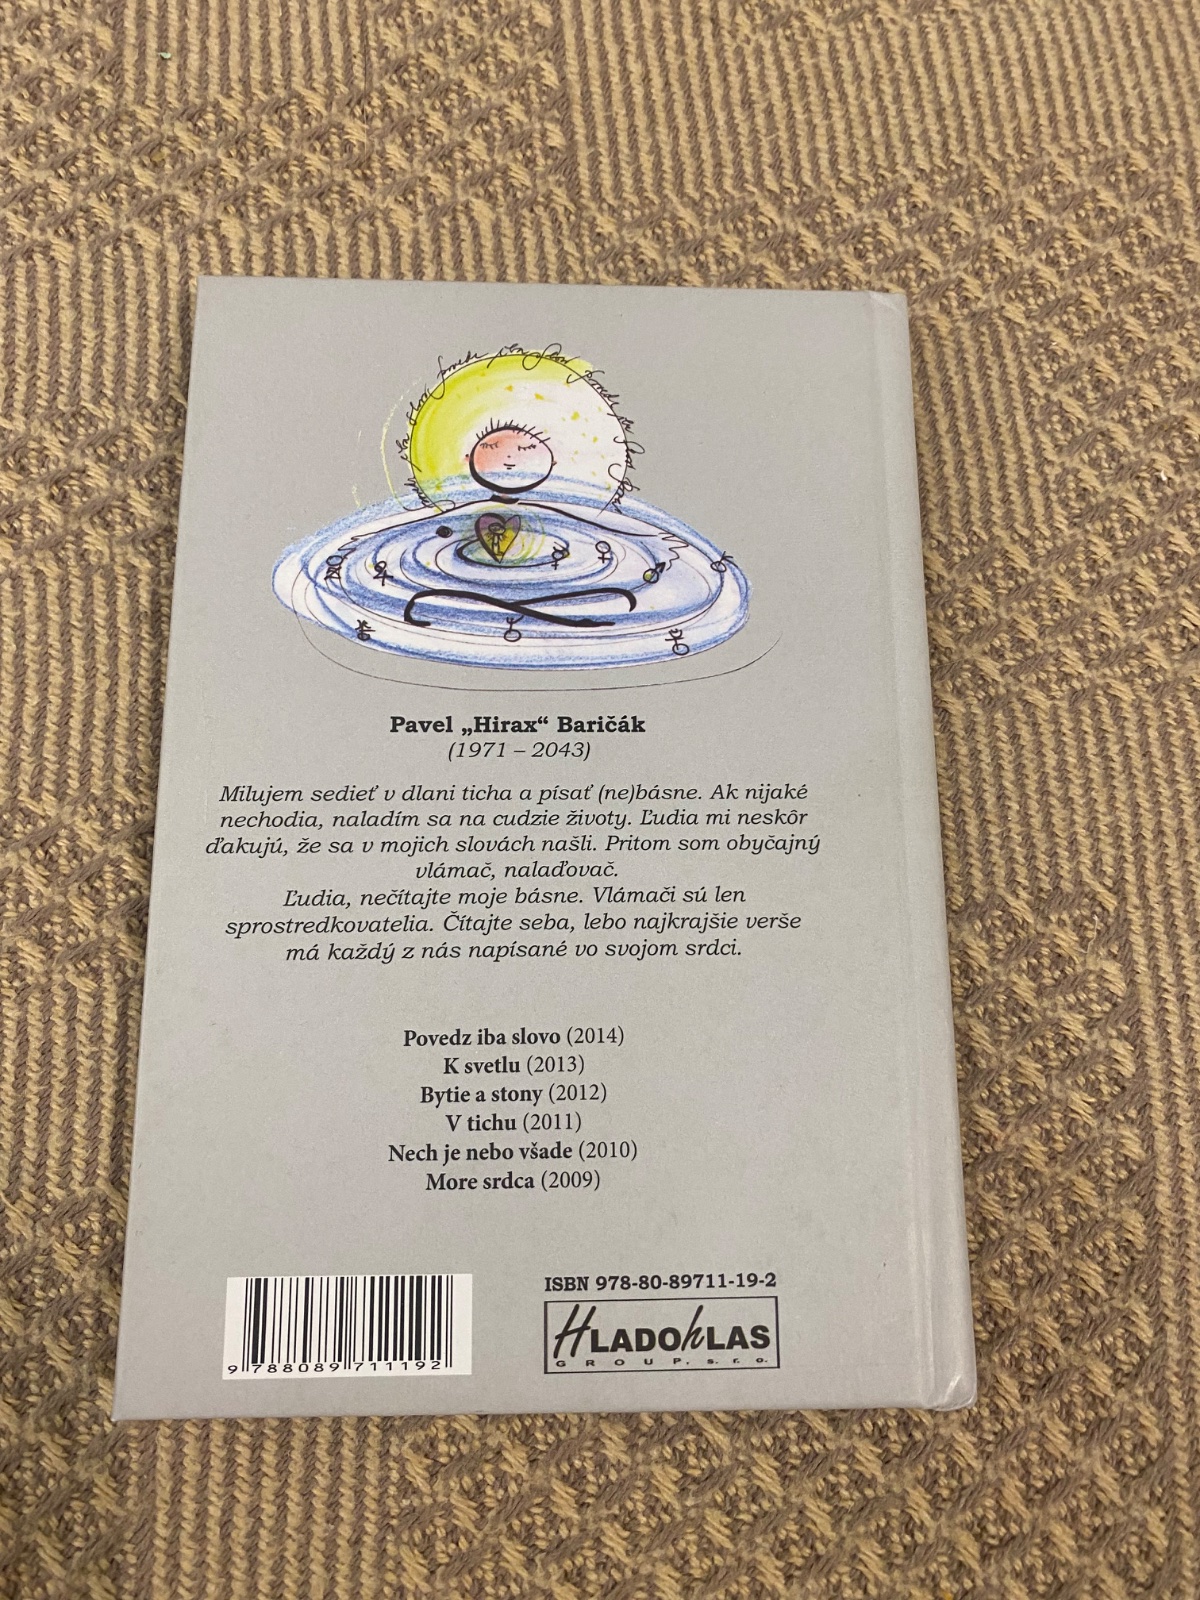 Pavel „Hirax“ Baričák
(1971 – 2043)
Milujem sedieť v dlani ticha a písať (ne)básne. Ak nijaké
nechodia, naladím sa na cudzie životy. Ľudia mi neskôr
ďakujú, že sa v mojich slovách našli. Pritom som obyčajný
vlámač, nalaďovač.
Ľudia, nečítajte moje básne. Vlámači sú len
sprostredkovatelia. Čítajte seba, lebo najkrajšie verše
má každý z nás napísané vo svojom srdci.
Povedz iba slovo (2014)
K svetlu (2013)
Bytie a stony (2012)
V tichu (2011)
Nech je nebo všade (2010)
More srdca (2009)
ISBN 978-80-89711-19-2
HLADOhLAS
GROUP, s. r. o.
9 788089 711192